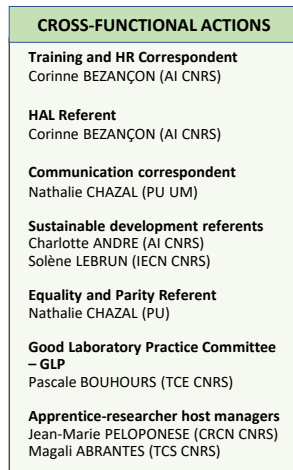 CROSS-FUNCTIONAL ACTIONS
Training and HR Correspondent
Corinne BEZANÇON (AI CNRS)
HAL Referent
Corinne BEZANÇON (AI CNRS)
Communication correspondent
Nathalie CHAZAL (PU UM)
Sustainable development referents
Charlotte ANDRE (AI CNRS)
Solène LEBRUN (IECN CNRS)
Equality and Parity Referent
Nathalie CHAZAL (PU)
Good Laboratory Practice Committee
– GLP
Pascale BOUHOURS (TCE CNRS)
Apprentice-researcher host managers
Jean-Marie PELOPONESE (CRCN CNRS)
Magali ABRANTES (TCS CNRS)